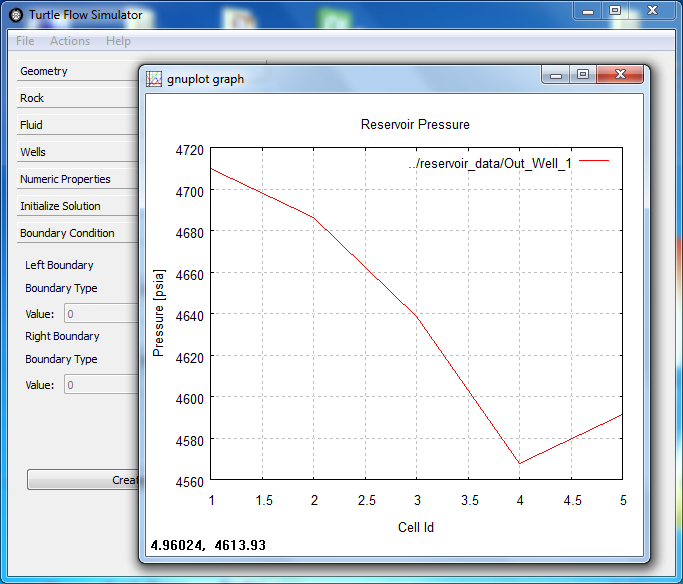 Turtle Flow Simulator
File Actions Help
Geometry
Rock
Fluid
Wells
Numeric Properties
Initialize Solution
Boundary Condition
Left Boundary
Boundary Type
Value: 0
Right Boundary
Boundary Type
Value: 0
gnuplot graph
Reservoir Pressure
../reservoir_data/Out_Well_1
4720
4700
4680
4660
4640
4620
4600
4580
4560
Pressure [psia]
1 1.5 2 2.5 3 3.5 4 4.5 5
Cell Id
4.96024, 4613.93